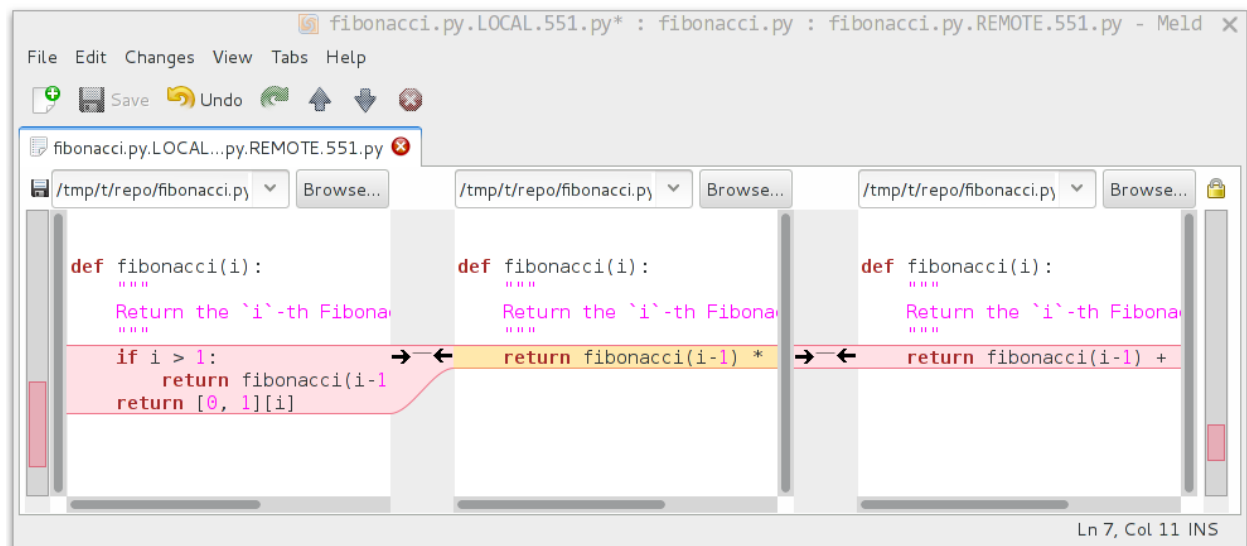 fibonacci.py.LOCAL.551.py* : fibonacci.py : fibonacci.py.REMOTE.551.py - Meld
File Edit Changes View Tabs Help
Save Undo
fibonacci.py.LOCAL...py.REMOTE.551.py
/tmp/t/repo/fibonacci.py Browse... /tmp/t/repo/fibonacci.py Browse... /tmp/t/repo/fibonacci.py Browse...
def fibonacci(i):
"""
Return the `i`-th Fibona
"""
if i > 1:
return fibonacci(i-1
return [0, 1][i]
def fibonacci(i):
"""
Return the `i`-th Fibona
"""
return fibonacci(i-1) *
def fibonacci(i):
"""
Return the `i`-th Fibona
"""
return fibonacci(i-1) +
Ln 7, Col 11 INS